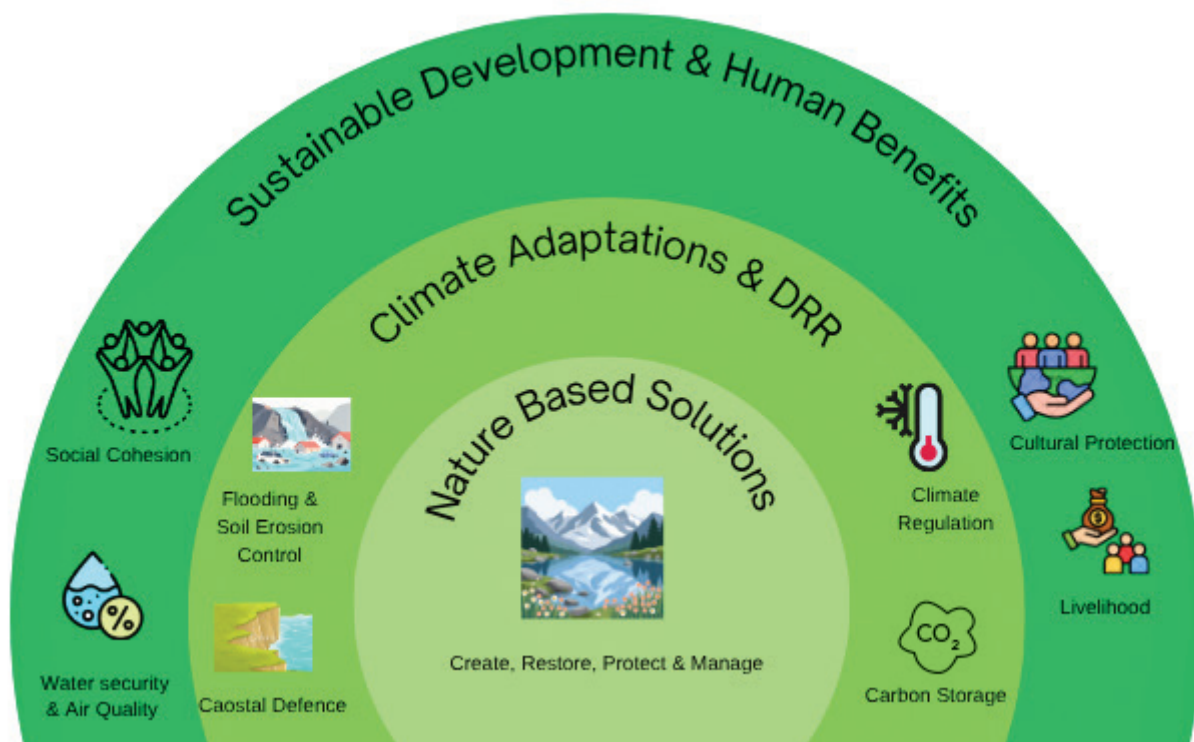 Sustainable Development & Human Benefits
Climate Adaptations & DRR
Nature Based Solutions
Social Cohesion
Cultural Protection
Flooding &
Soil Erosion
Control
Climate
Regulation
CO2
%
$
Livelihood
Create, Restore, Protect & Manage
Water security
& Air Quality
Caostal Defence
Carbon Storage